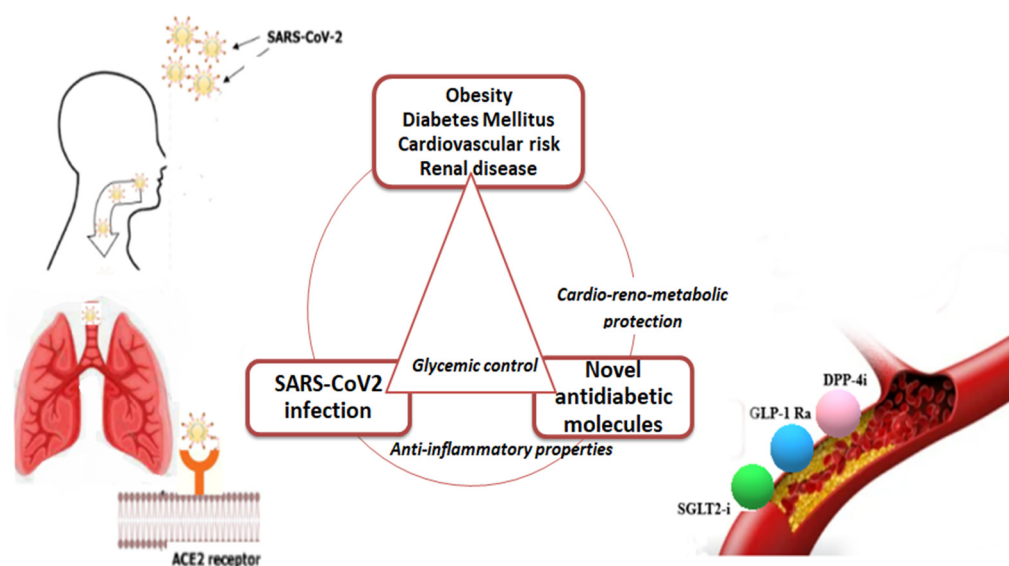 SARS-CoV-2
Obesity
Diabetes Mellitus
Cardiovascular risk
Renal disease
Cardio-reno-metabolic
protection
Glycemic control
SARS-CoV2
infection
Novel
antidiabetic
molecules
Anti-inflammatory properties
DPP-4i
GLP-1 Ra
SGLT2-i
ACE2 receptor